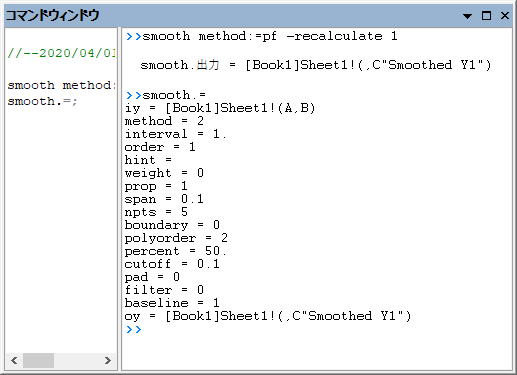 コマンドウィンドウ
//--2020/04/01
smooth method:
smooth.=;
>>smooth method:=pf -recalculate 1
smooth.出力 = [Book1]Sheet1!(,C"Smoothed Y1")
>>smooth.=
iy = [Book1]Sheet1!(A,B)
method = 2
interval = 1.
order = 1
hint =
weight = 0
prop = 1
span = 0.1
npts = 5
boundary = 0
polyorder = 2
percent = 50.
cutoff = 0.1
pad = 0
filter = 0
baseline = 1
oy = [Book1]Sheet1!(,C"Smoothed Y1")
>>